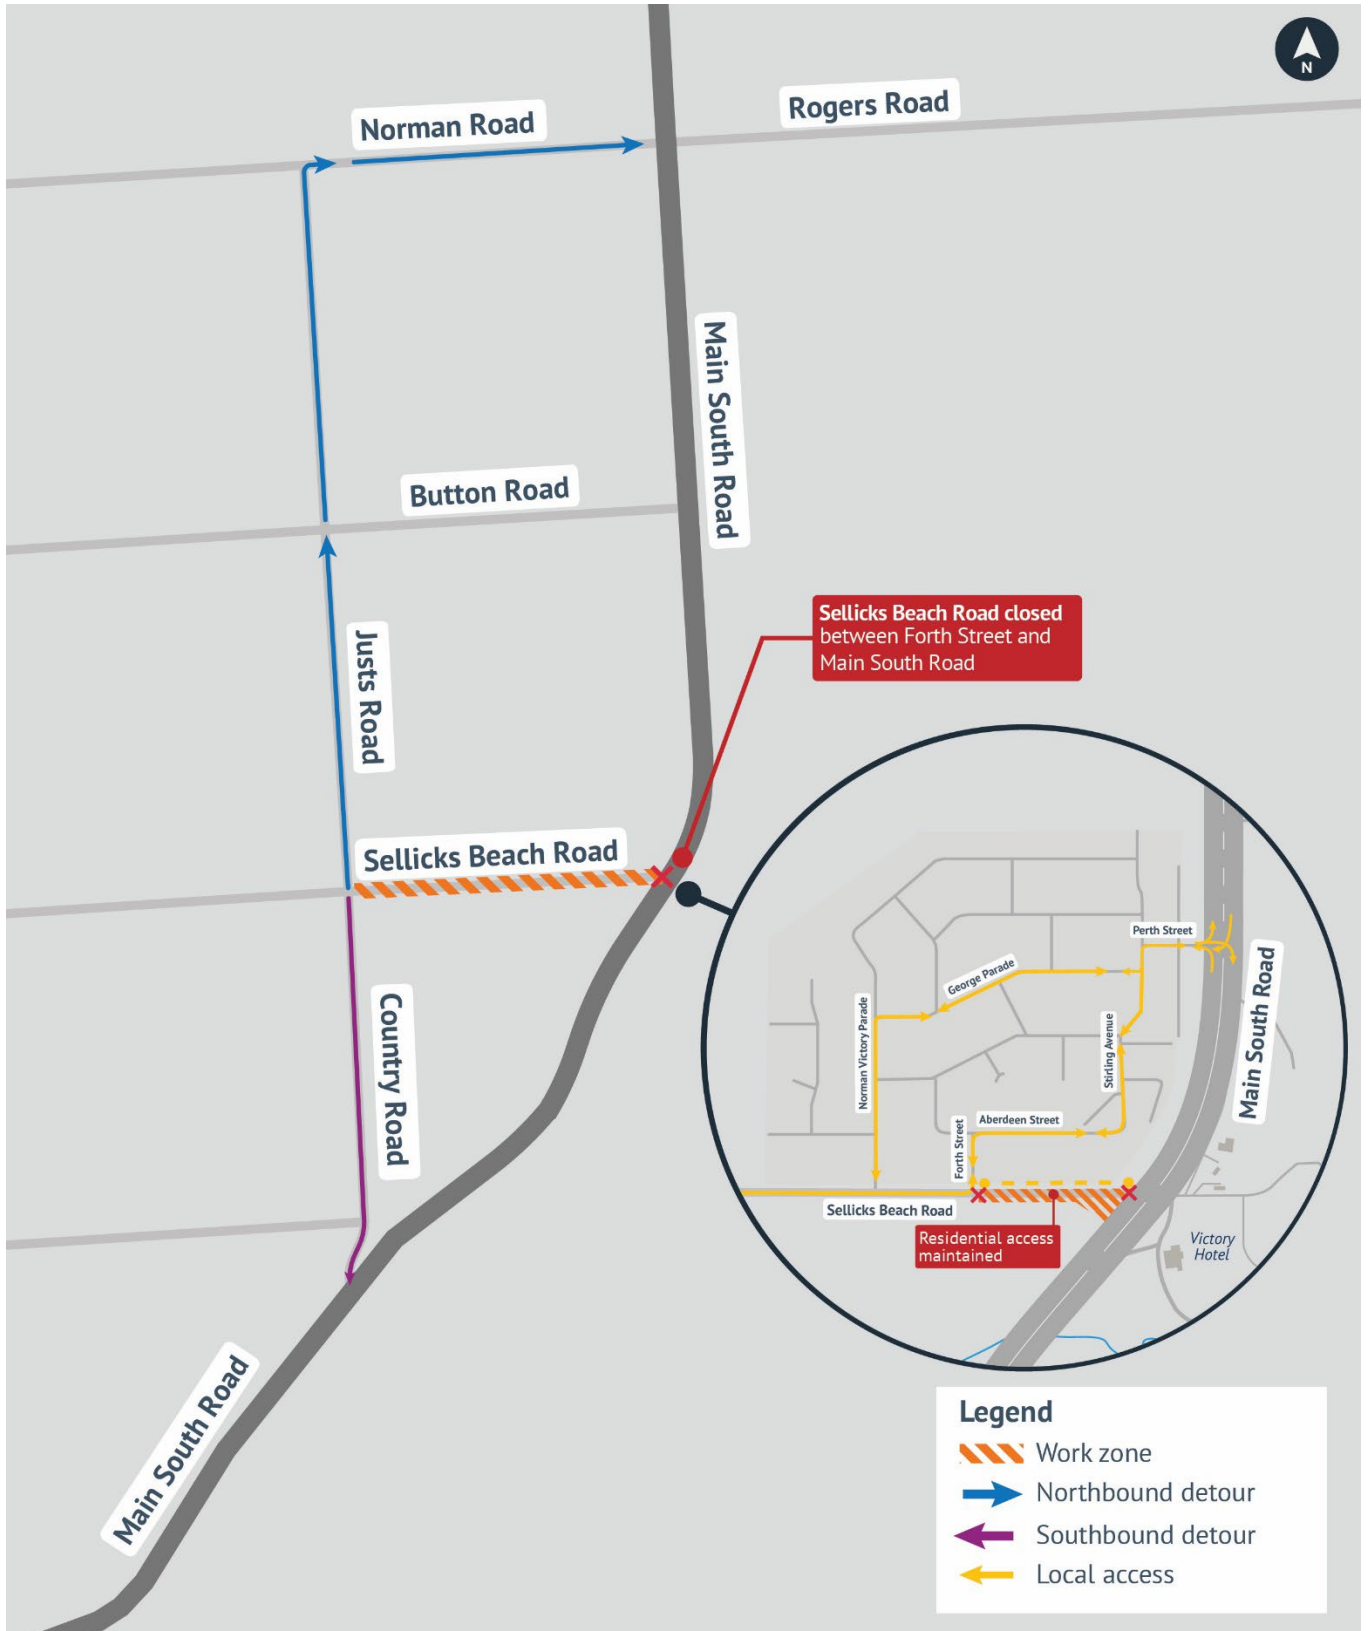 N
Norman Road
Rogers Road
Main South Road
Button Road
Justs Road
Sellicks Beach Road closed
between Forth Street and
Main South Road
Sellicks Beach Road
Country Road
Main South Road
Perth Street
George Parade
Norman Victory Parade
Stirling Avenue
Main South Road
Aberdeen Street
Forth Street
Sellicks Beach Road
Residential access
maintained
Victory
Hotel
Legend
Work zone
Northbound detour
Southbound detour
Local access